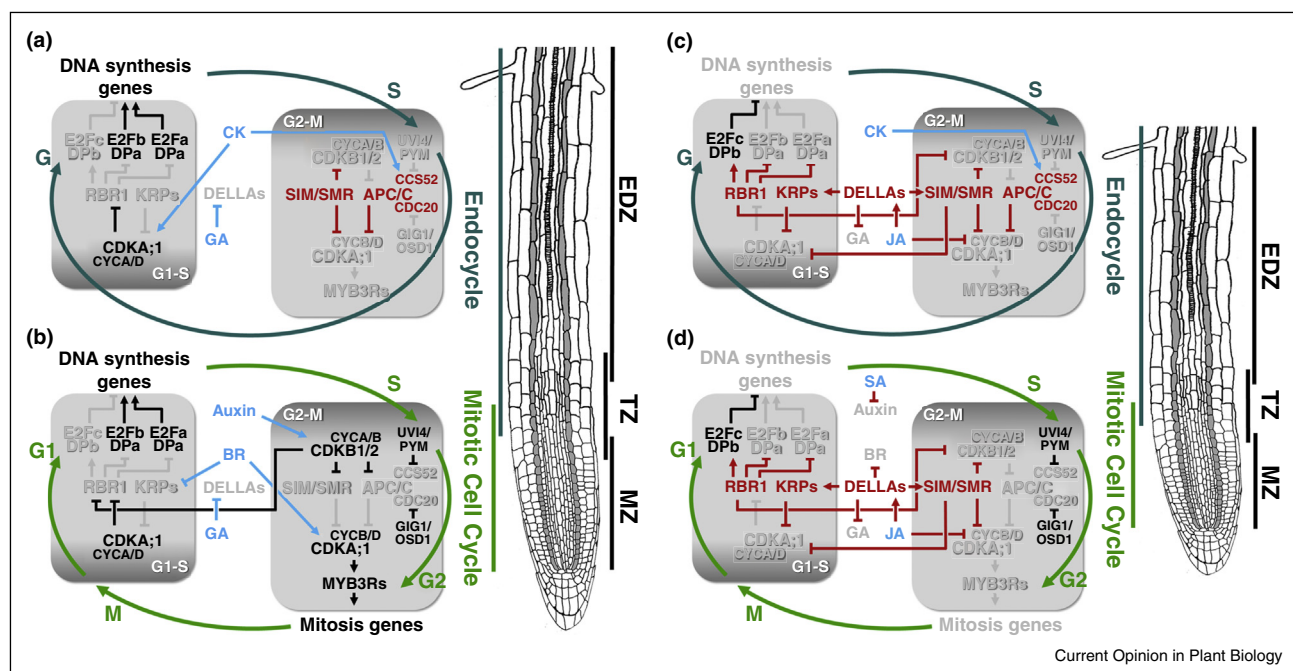 (a)
DNA synthesis
genes
S
G2-M
E2Fc
DPb
E2Fb
DPa
E2Fa
DPa
CK
G
RBR1 KRPs
DELLAs
GA
CDKA;1
CYCA/D
G1-S
CYCA/B
CDKB1/2
UVI4/
PYM
CCS52
SIM/SMR APC/C
CDC20
GIG1/
OSD1
CYCB/D
CDKA;1
MYB3Rs
Endocycle
EDZ
(b)
DNA synthesis
genes
S
G2-M
Auxin
E2Fc
DPb
E2Fb
DPa
E2Fa
DPa
G1
BR
RBR1 KRPs
DELLAs
GA
CDKA;1
CYCA/D
G1-S
CYCA/B
CDKB1/2
UVI4/
PYM
CCS52
SIM/SMR APC/C
CDC20
GIG1/
OSD1
CYCB/D
CDKA;1
MYB3Rs
G2
M
Mitosis genes
Mitotic Cell Cycle
TZ
MZ
(c)
DNA synthesis
genes
S
G2-M
E2Fc
DPb
E2Fb
DPa
E2Fa
DPa
CK
G
RBR1 KRPs
DELLAs
GA
JA
CDKA;1
CYCA/D
G1-S
CYCA/B
CDKB1/2
UVI4/
PYM
CCS52
SIM/SMR APC/C
CDC20
GIG1/
OSD1
CYCB/D
CDKA;1
MYB3Rs
Endocycle
EDZ
(d)
DNA synthesis
genes
SA
Auxin
S
G2-M
E2Fc
DPb
E2Fb
DPa
E2Fa
DPa
G1
BR
RBR1 KRPs
DELLAs
GA
JA
CDKA;1
CYCA/D
G1-S
CYCA/B
CDKB1/2
UVI4/
PYM
CCS52
SIM/SMR APC/C
CDC20
GIG1/
OSD1
CYCB/D
CDKA;1
MYB3Rs
G2
M
Mitosis genes
Mitotic Cell Cycle
TZ
MZ
Current Opinion in Plant Biology